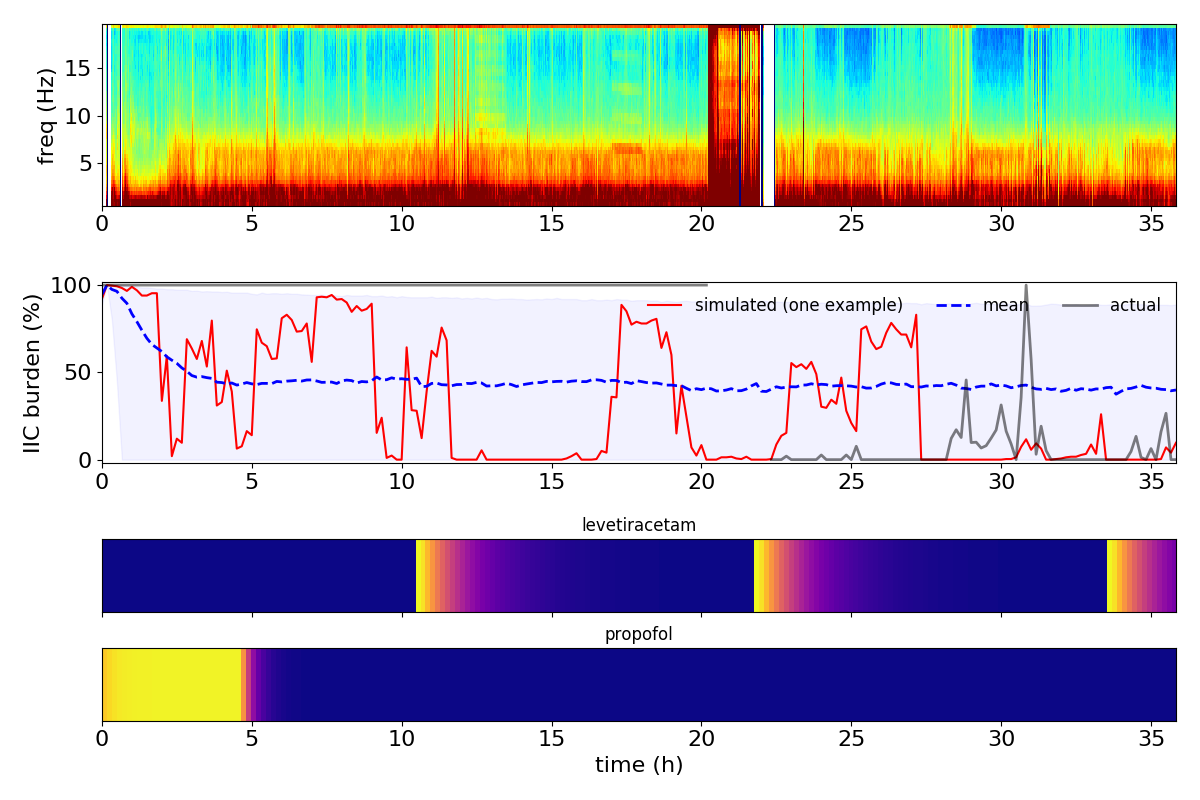 freq (Hz)
15
10
5
0 5 10 15 20 25 30 35
IIC burden (%)
100
50
0
simulated (one example) mean actual
0 5 10 15 20 25 30 35
levetiracetam
propofol
0 5 10 15 20 25 30 35
time (h)